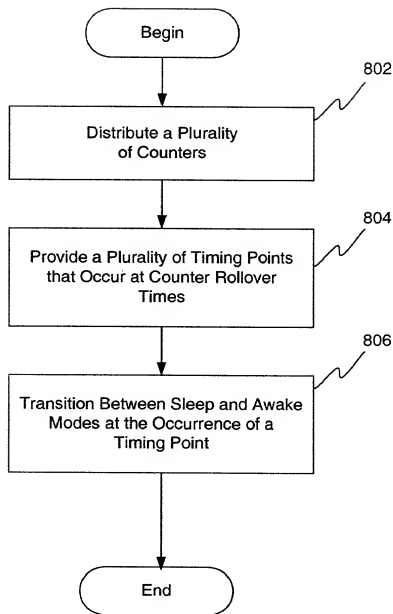 Begin
802
Distribute a Plurality
of Counters
804
Provide a Plurality of Timing Points
that Occur at Counter Rollover
Times
806
Transition Between Sleep and Awake
Modes at the Occurrence of a
Timing Point
End